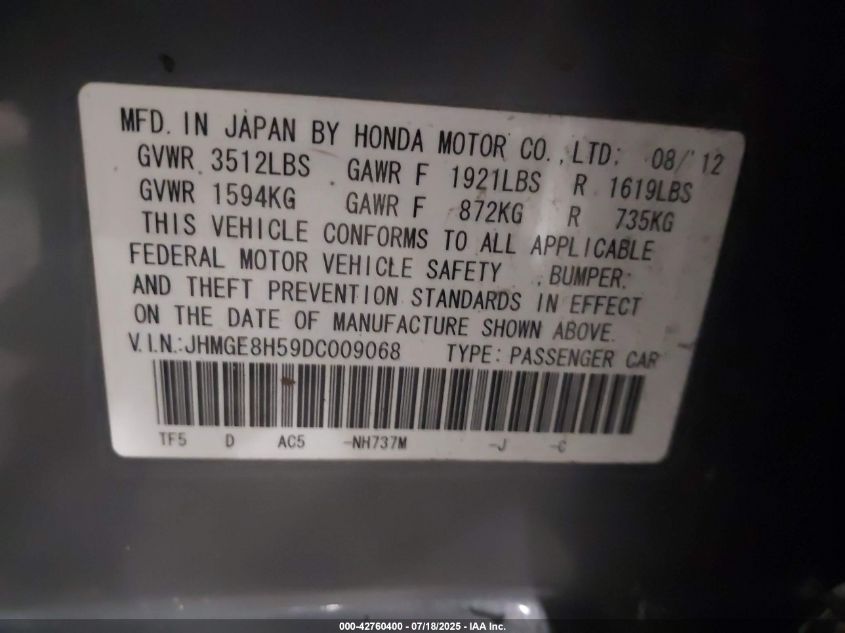 MFD. IN JAPAN BY HONDA MOTOR CO., LTD: 08/'12
GVWR 3512LBS GAWR F 1921LBS R 1619LBS
GVWR 1594KG GAWR F 872KG R 735KG
THIS VEHICLE CONFORMS TO ALL APPLICABLE
FEDERAL MOTOR VEHICLE SAFETY , BUMPER;
AND THEFT PREVENTION STANDARDS IN EFFECT
ON THE DATE OF MANUFACTURE SHOWN ABOVE.
V.I.N.:JHMGE8H59DC009068 TYPE: PASSENGER CAR
TF5 D AC5 -NH737M -J -C
000-42760400 - 07/18/2025 - IAA Inc.